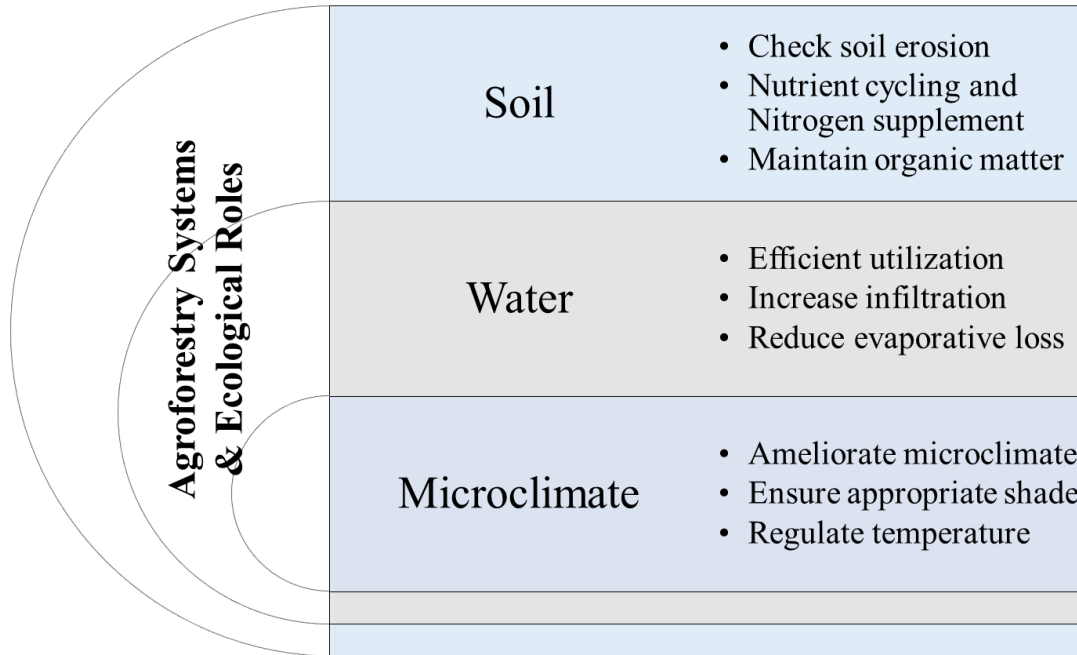 Agroforestry Systems
& Ecological Roles
Soil
• Check soil erosion
• Nutrient cycling and
Nitrogen supplement
• Maintain organic matter
Water
• Efficient utilization
• Increase infiltration
• Reduce evaporative loss
Microclimate
• Ameliorate microclimate
• Ensure appropriate shade
• Regulate temperature